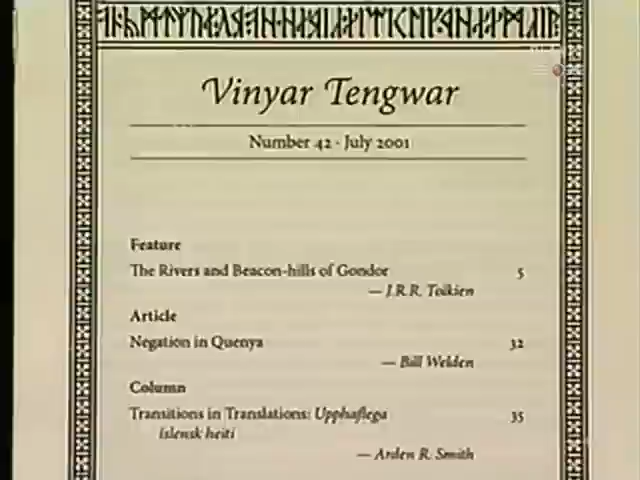 Vinyar Tengwar
Number 42 · July 2001
Feature
The Rivers and Beacon-hills of Gondor 5
— J.R.R. Tolkien
Article
Negation in Quenya 32
— Bill Welden
Column
Transitions in Translations: Upphaflega 35
íslensk heiti
— Arden R. Smith